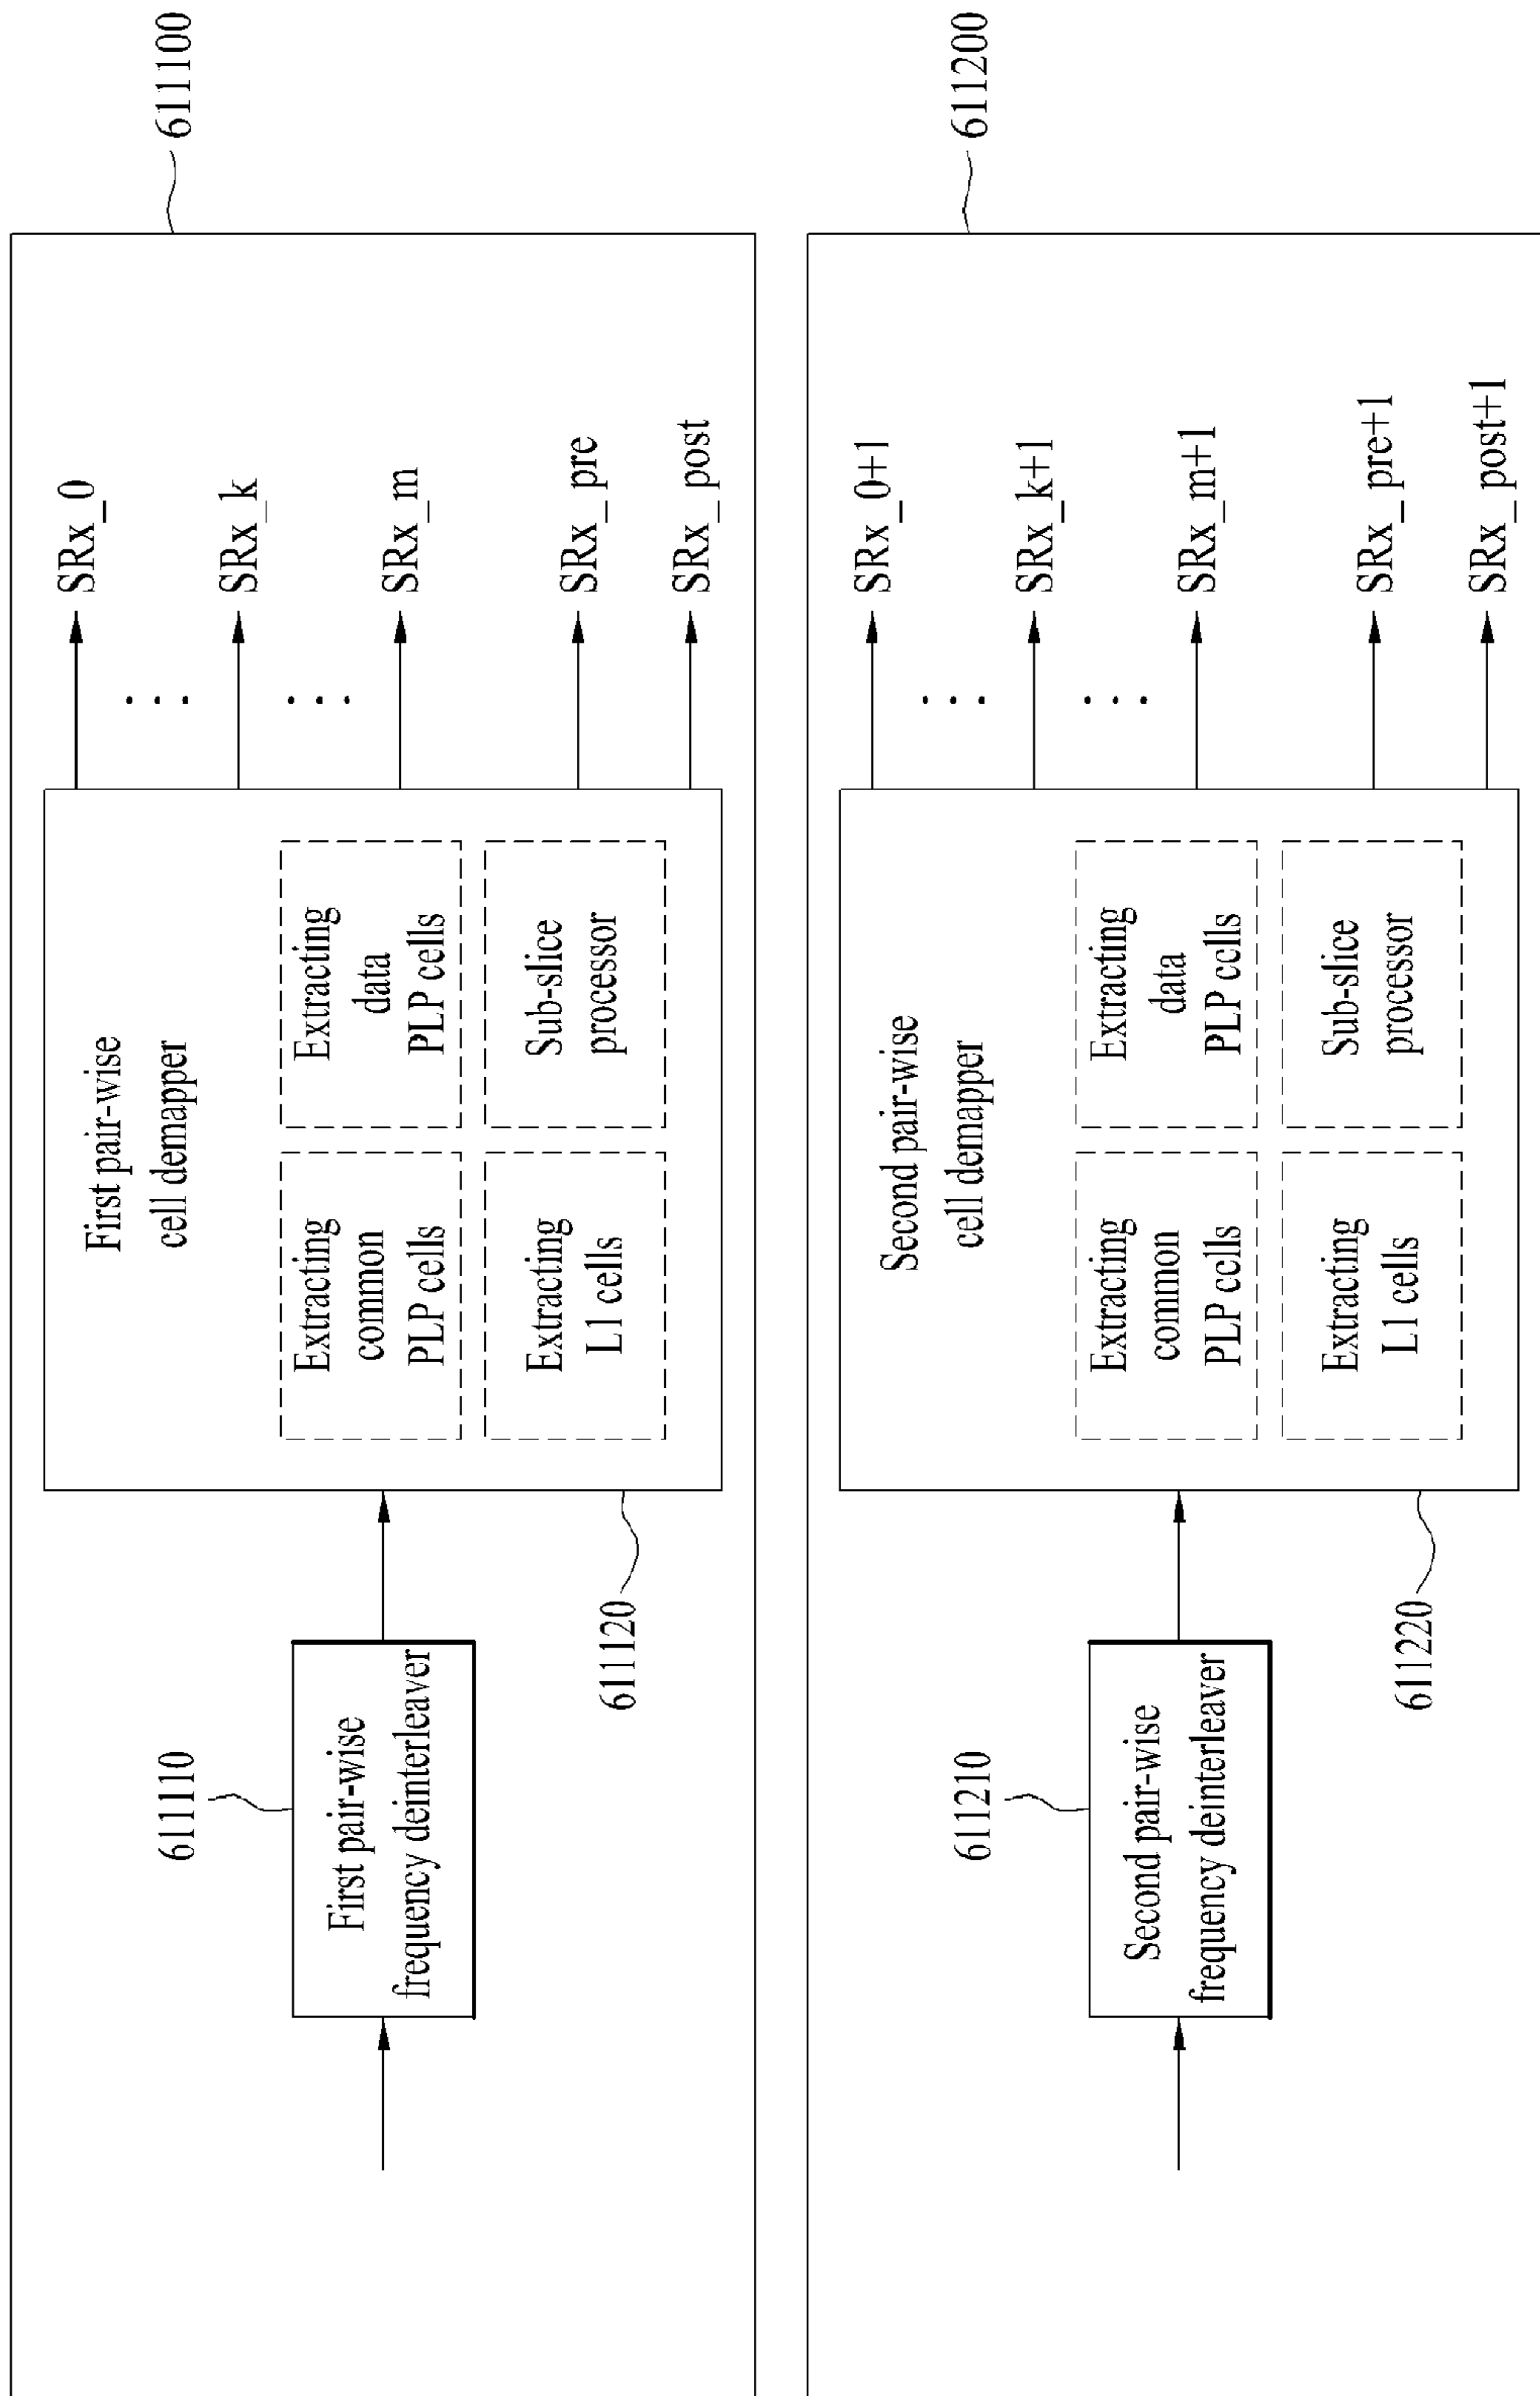 611100
611110
First pair-wise
frequency deinterleaver
First pair-wise
cell demapper
Extracting
common
PLP cells
Extracting
data
PLP cells
Extracting
L1 cells
Sub-slice
processor
611120
SRx_0
· · ·
SRx_k
· · ·
SRx_m
SRx_pre
SRx_post
611200
611210
Second pair-wise
frequency deinterleaver
Second pair-wise
cell demapper
Extracting
common
PLP cells
Extracting
data
PLP cells
Extracting
L1 cells
Sub-slice
processor
611220
SRx_0+1
· · ·
SRx_k+1
· · ·
SRx_m+1
SRx_pre+1
SRx_post+1